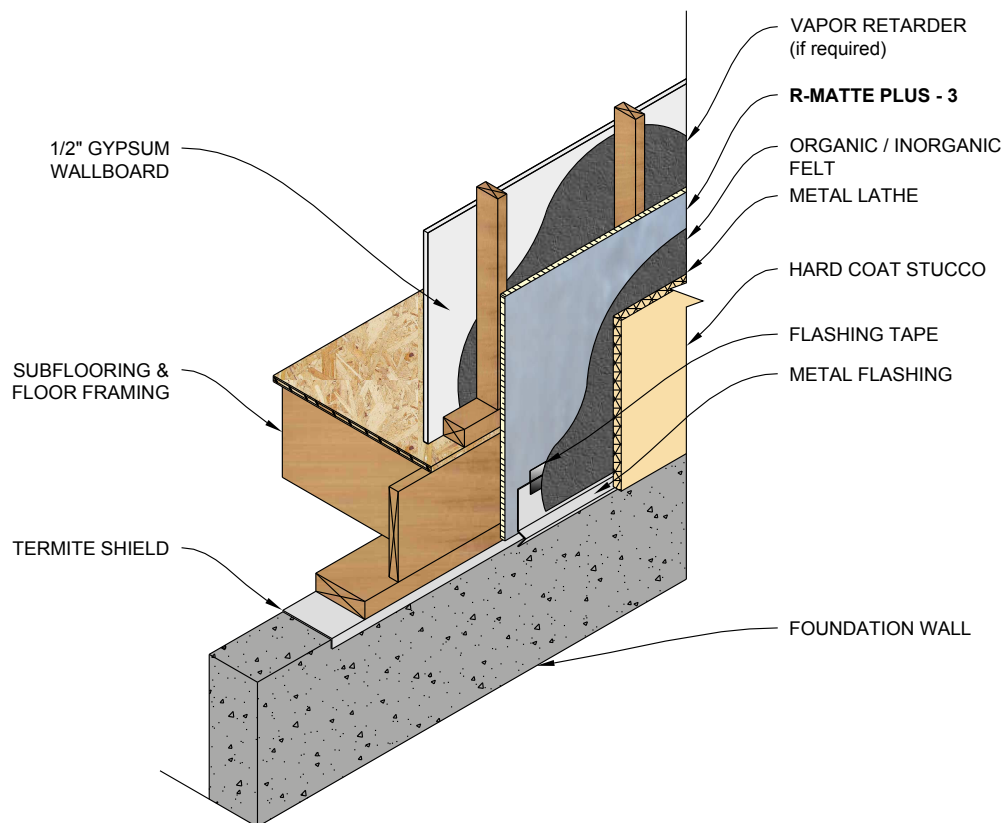 VAPOR RETARDER
(if required)
R-MATTE PLUS - 3
1/2" GYPSUM
WALLBOARD
ORGANIC / INORGANIC
FELT
METAL LATHE
HARD COAT STUCCO
FLASHING TAPE
SUBFLOORING &
FLOOR FRAMING
METAL FLASHING
TERMITE SHIELD
FOUNDATION WALL